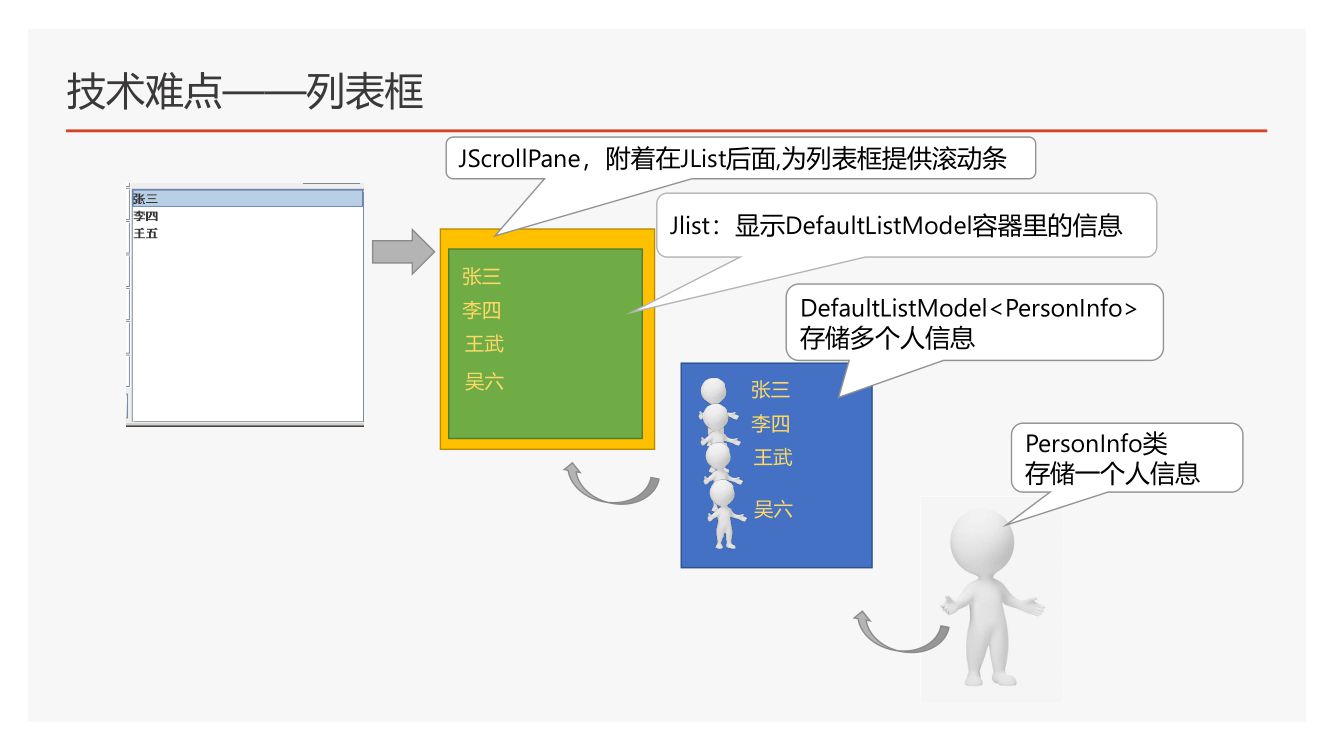 技术难点——列表框
JScrollPane，附着在JList后面,为列表框提供滚动条
Jlist：显示DefaultListModel容器里的信息
张三
李四
王五
张三
李四
王武
吴六
DefaultListModel<PersonInfo>
存储多个人信息
张三
李四
王武
吴六
PersonInfo类
存储一个人信息